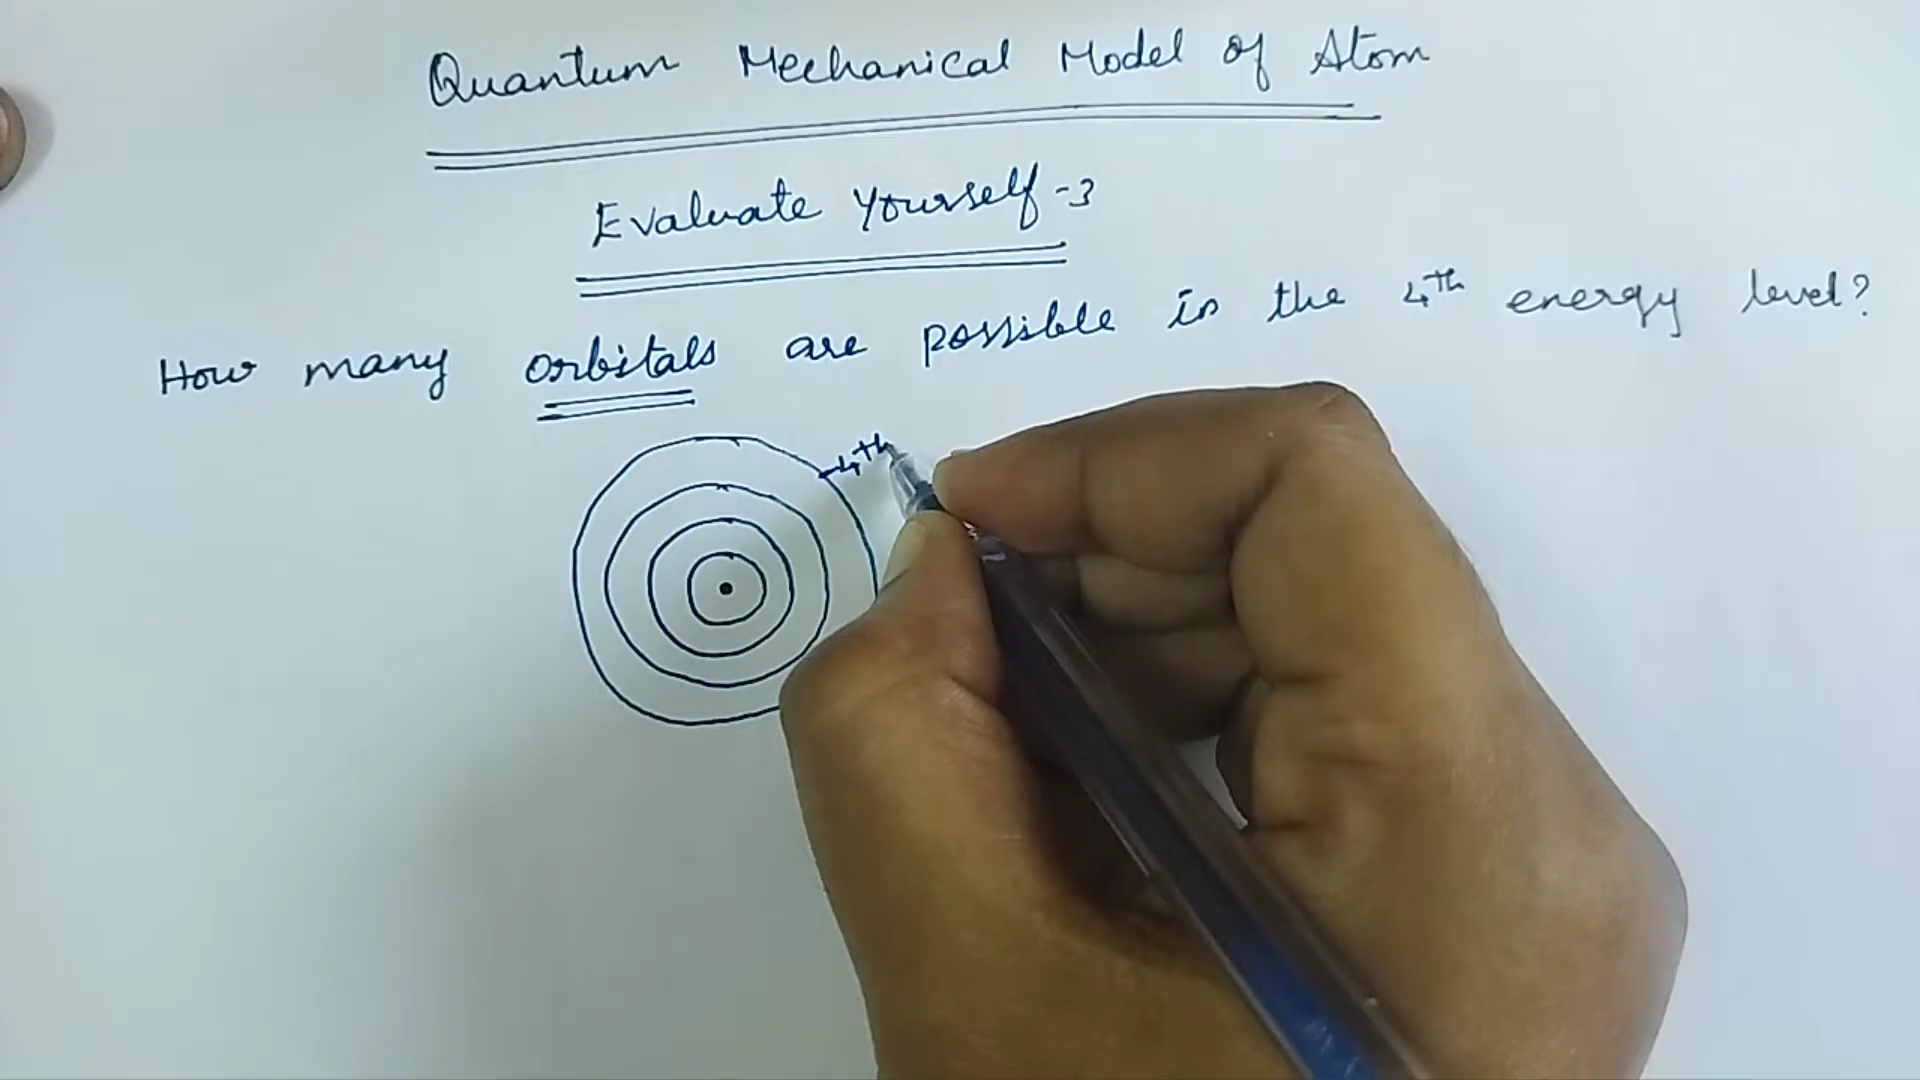 Quantum Mechanical Model of Atom
Evaluate Yourself -3
How many orbitals are possible in the 4th energy level?
4th